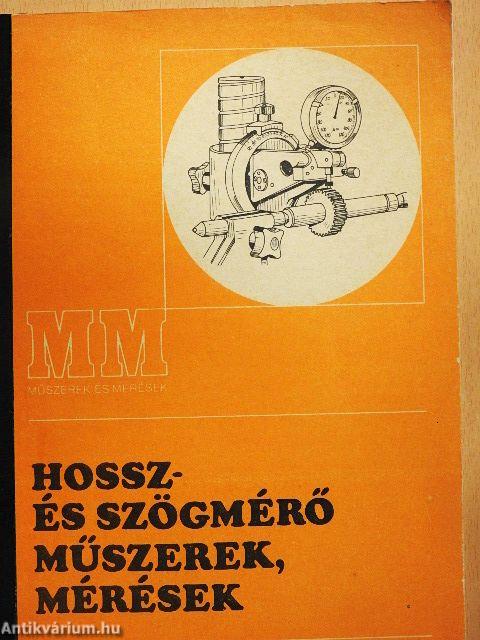 MM
MŰSZEREK ÉS MÉRÉSEK
HOSSZ-
ÉS SZÖGMÉRŐ
MŰSZEREK,
MÉRÉSEK
Antikvárium.hu